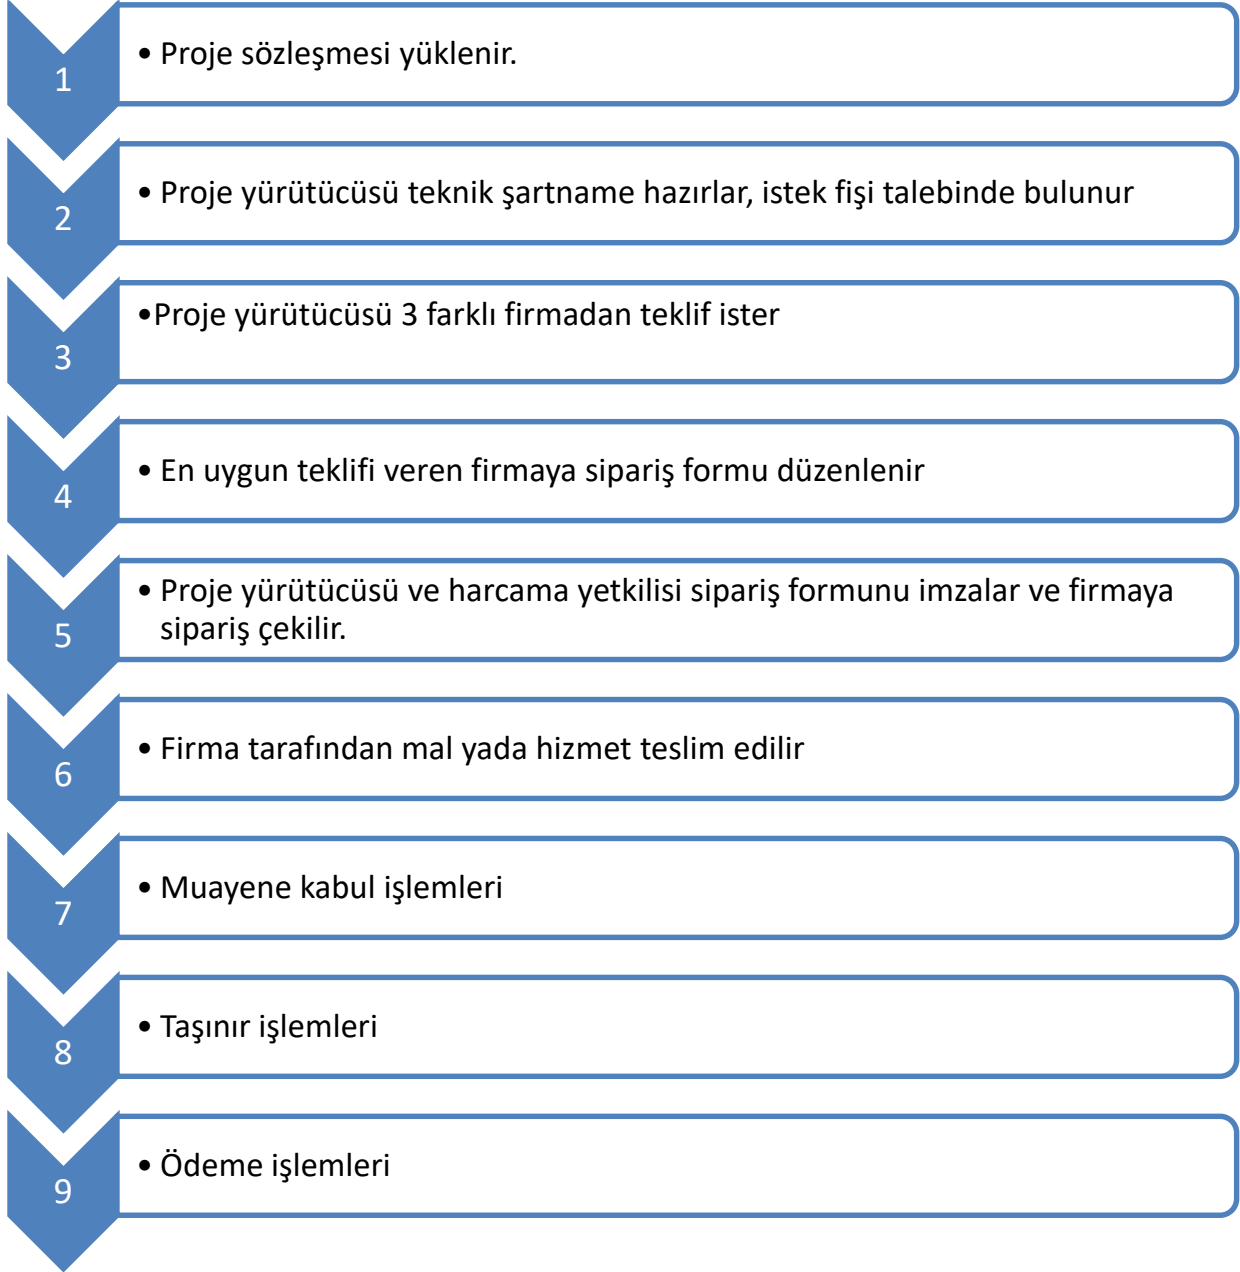 1
• Proje sözleşmesi yüklenir.
2
• Proje yürütücüsü teknik şartname hazırlar, istek fişi talebinde bulunur
3
•Proje yürütücüsü 3 farklı firmadan teklif ister
4
• En uygun teklifi veren firmaya sipariş formu düzenlenir
5
• Proje yürütücüsü ve harcama yetkilisi sipariş formunu imzalar ve firmaya
sipariş çekilir.
6
• Firma tarafından mal yada hizmet teslim edilir
7
• Muayene kabul işlemleri
8
• Taşınır işlemleri
9
• Ödeme işlemleri